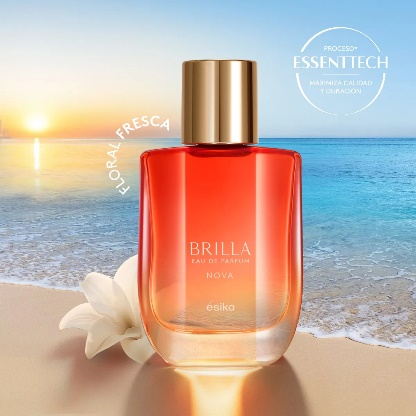 PROCESO*
ESSENTTECH
MAXIMIZA CALIDAD
Y DURACIÓN
FLORAL FRESCA
BRILLA
EAU DE PARFUM
NOVA
ésika